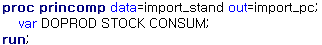 proc princomp data=import_stand out=import_pc;
var DOPROD STOCK CONSUM;
run;